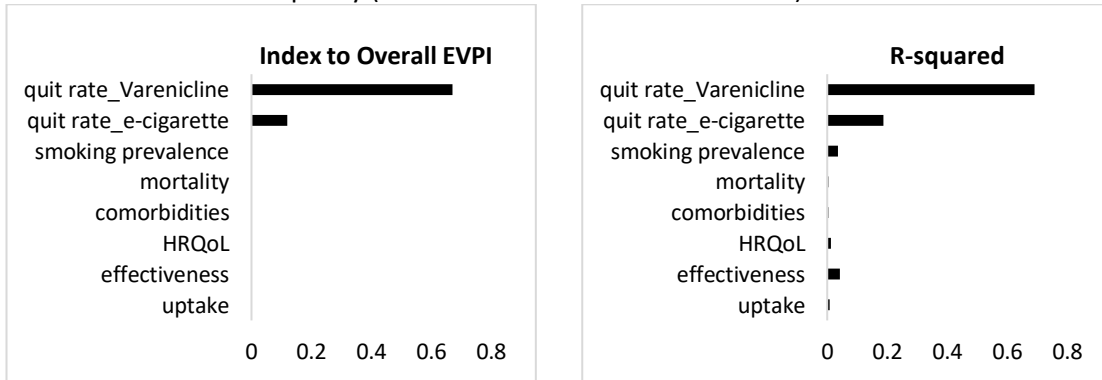 Index to Overall EVPI
quit rate_Varenicline
quit rate_e-cigarette
smoking prevalence
mortality
comorbidities
HRQoL
effectiveness
uptake
0 0.2 0.4 0.6 0.8
R-squared
quit rate_Varenicline
quit rate_e-cigarette
smoking prevalence
mortality
comorbidities
HRQoL
effectiveness
uptake
0 0.2 0.4 0.6 0.8